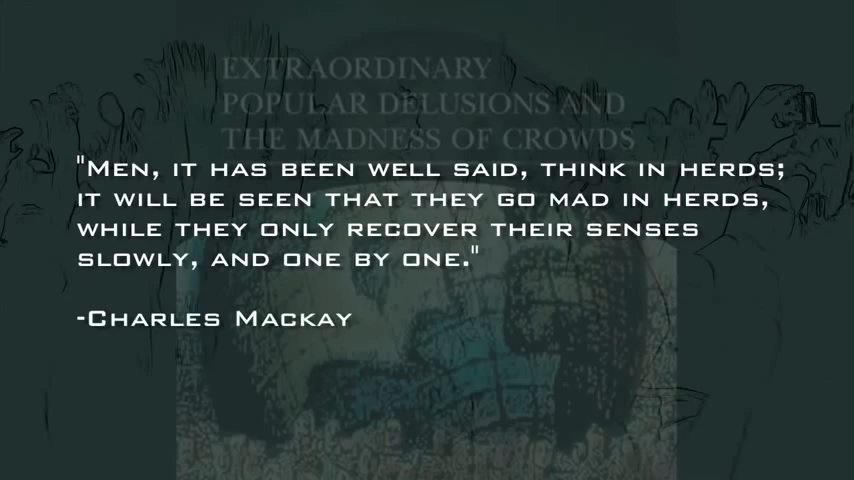 EXTRAORDINARY
POPULAR DELUSIONS AND
THE MADNESS OF CROWDS
"MEN, IT HAS BEEN WELL SAID, THINK IN HERDS;
IT WILL BE SEEN THAT THEY GO MAD IN HERDS,
WHILE THEY ONLY RECOVER THEIR SENSES
SLOWLY, AND ONE BY ONE."
-CHARLES MACKAY